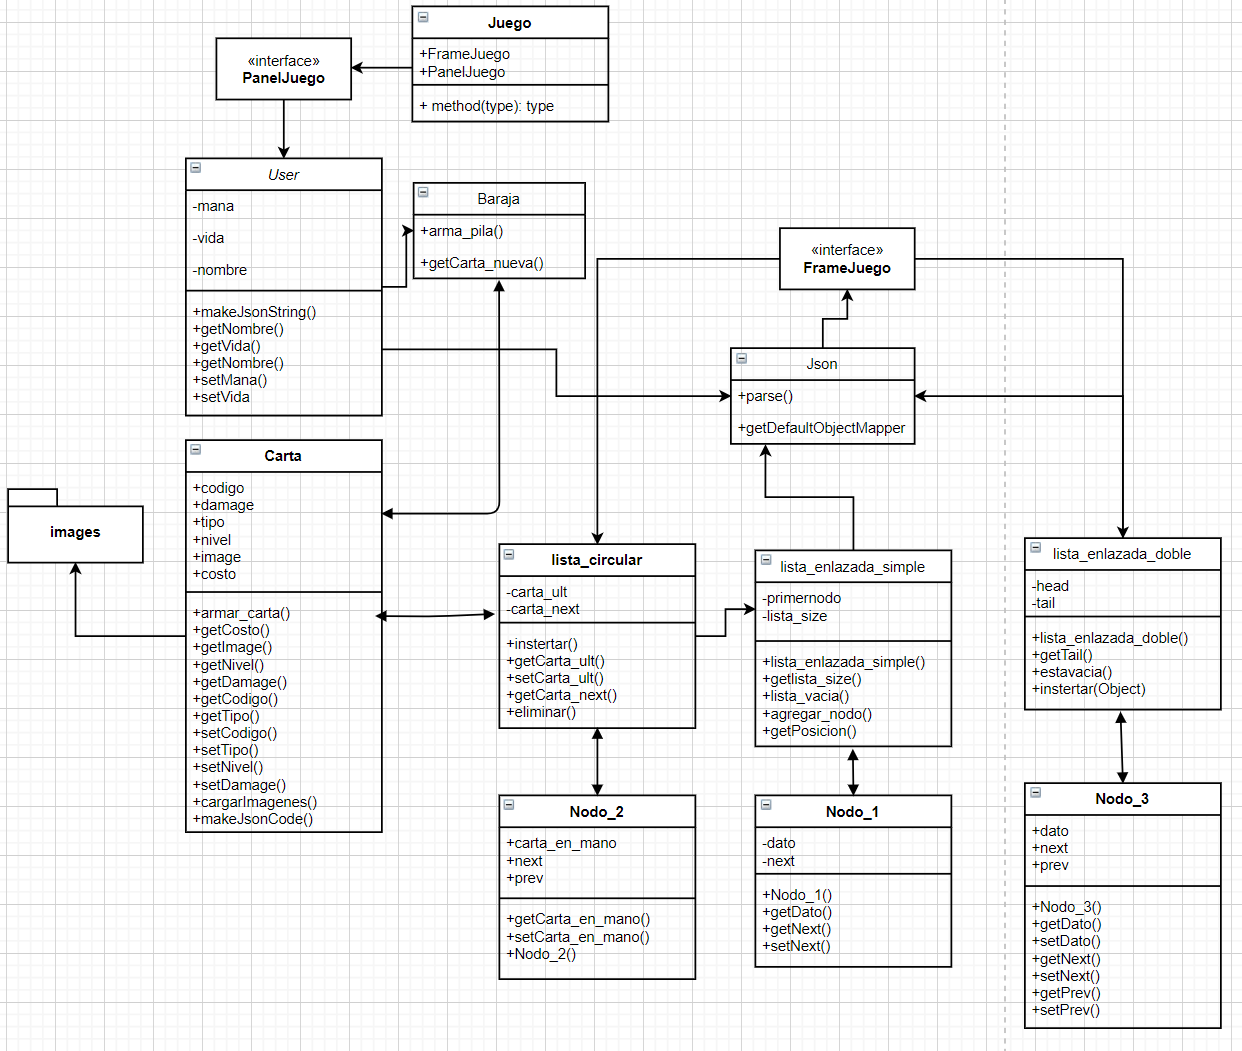 Juego
+FrameJuego
+PanelJuego
+ method(type): type
«interface»
PanelJuego
User
-mana
-vida
-nombre
+makeJsonString()
+getNombre()
+getVida()
+getNombre()
+setMana()
+setVida
Baraja
+arma_pila()
+getCarta_nueva()
«interface»
FrameJuego
Json
+parse()
+getDefaultObjectMapper
Carta
+codigo
+damage
+tipo
+nivel
+image
+costo
+armar_carta()
+getCosto()
+getImage()
+getNivel()
+getDamage()
+getCodigo()
+getTipo()
+setCodigo()
+setTipo()
+setNivel()
+setDamage()
+cargarImagenes()
+makeJsonCode()
images
lista_circular
-carta_ult
-carta_next
+instertar()
+getCarta_ult()
+setCarta_ult()
+getCarta_next()
+eliminar()
lista_enlazada_simple
-primernodo
-lista_size
+lista_enlazada_simple()
+getlista_size()
+lista_vacia()
+agregar_nodo()
+getPosicion()
lista_enlazada_doble
-head
-tail
+lista_enlazada_doble()
+getTail()
+estavacia()
+instertar(Object)
Nodo_2
+carta_en_mano
+next
+prev
+getCarta_en_mano()
+setCarta_en_mano()
+Nodo_2()
Nodo_1
-dato
-next
+Nodo_1()
+getDato()
+getNext()
+setNext()
Nodo_3
+dato
+next
+prev
+Nodo_3()
+getDato()
+setDato()
+getNext()
+setNext()
+getPrev()
+setPrev()